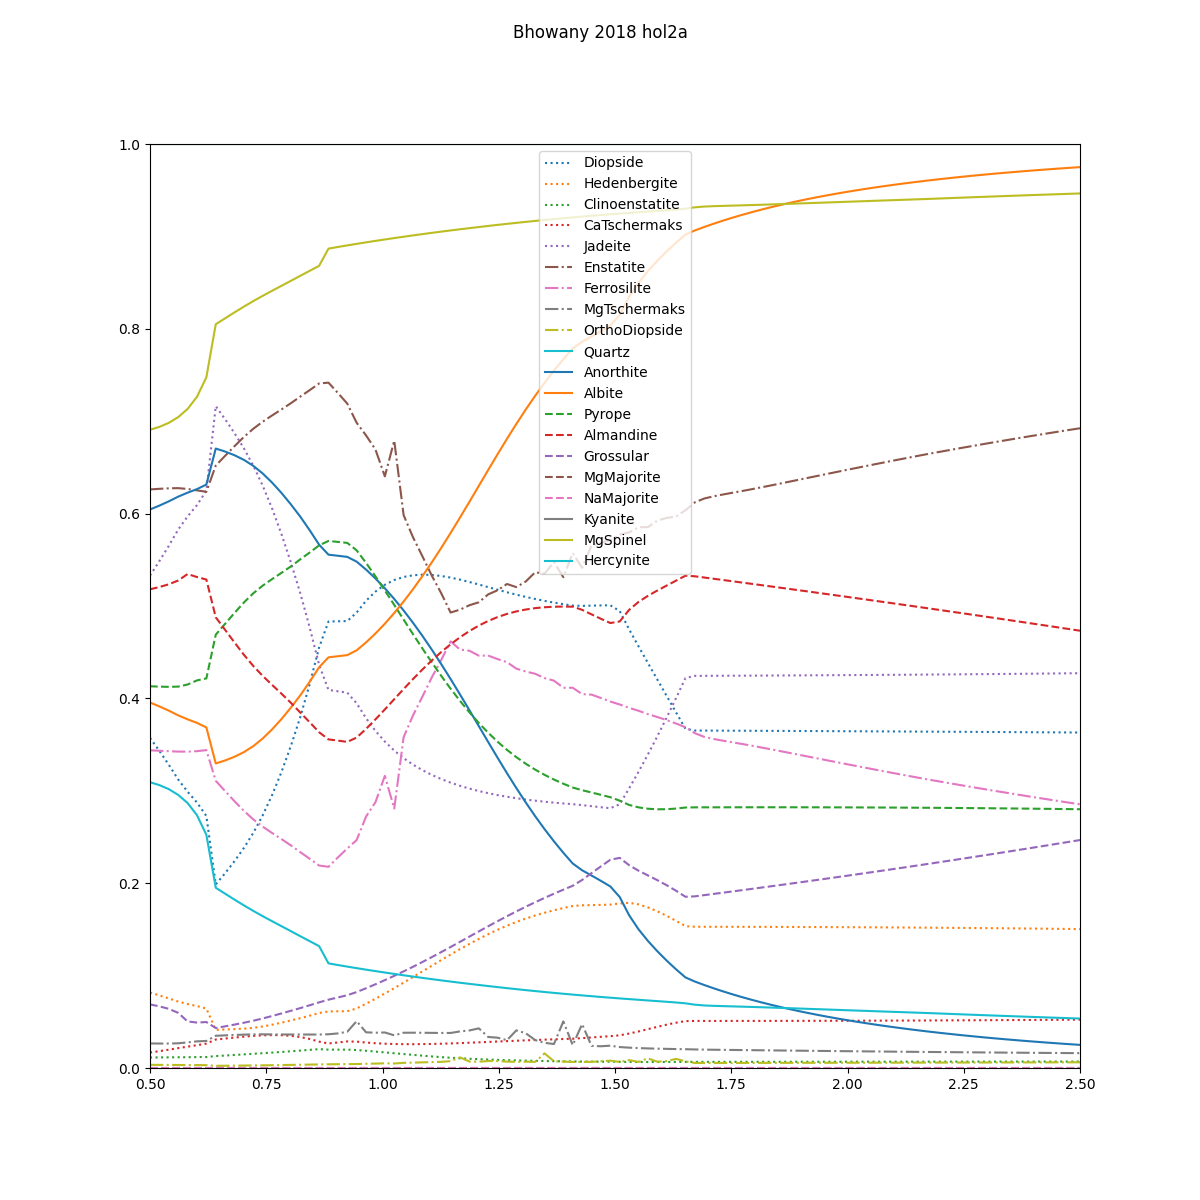 Bhowany 2018 hol2a
1.0
0.8
0.6
0.4
0.2
0.0
Diopside
Hedenbergite
Clinoenstatite
CaTschermaks
Jadeite
Enstatite
Ferrosilite
MgTschermaks
OrthoDiopside
Quartz
Anorthite
Albite
Pyrope
Almandine
Grossular
MgMajorite
NaMajorite
Kyanite
MgSpinel
Hercynite
0.50 0.75 1.00 1.25 1.50 1.75 2.00 2.25 2.50